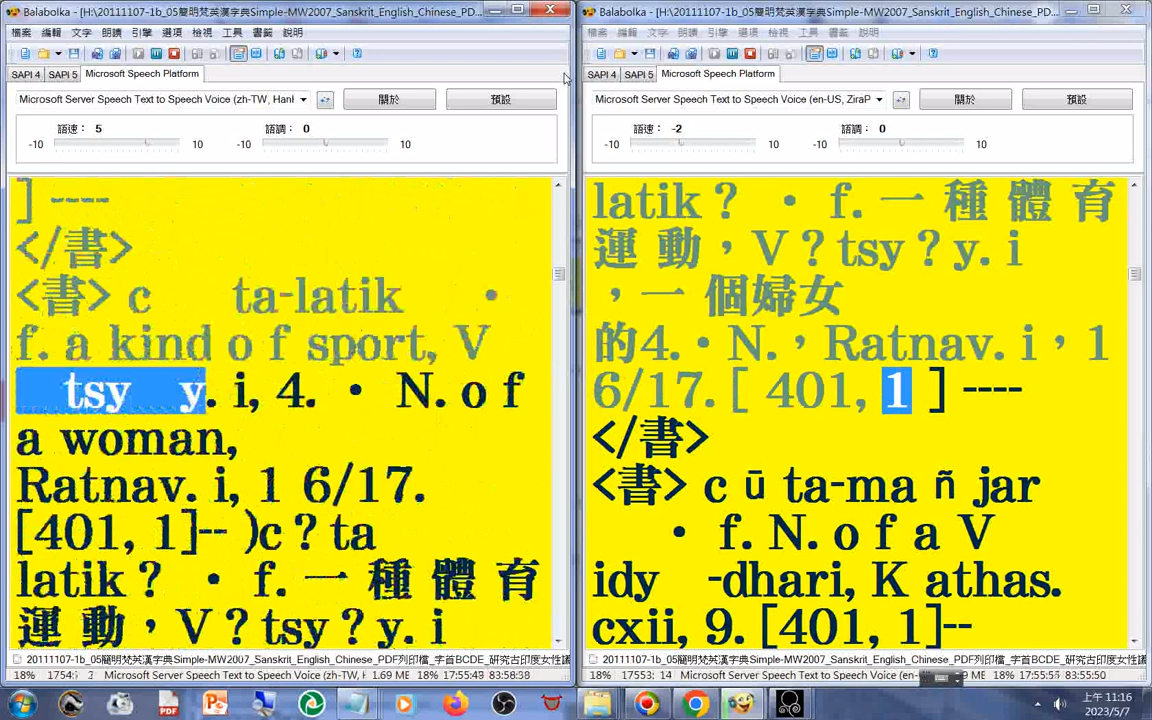 Balabolka - [H:\20111107-1b_05簡明梵英漢字典Simple-MW2007_Sanskrit_English_Chinese_PD...
檔案 編輯 文字 朗讀 引擎 選項 檢視 工具 書籤 說明
SAPI 4 SAPI 5 Microsoft Speech Platform
Microsoft Server Speech Text to Speech Voice (zh-TW, HanI 關於 預設
語速： 5 語調： 0
-10 10 -10 10
] ----
</書>
<書> c ta-latik •
f. a kind o f sport, V
tsy y. i, 4. • N. o f
a woman,
Ratnav. i, 1 6/17.
[401, 1]-- )c ? ta
latik ? • f. 一 種 體 育
運 動，V ? tsy ? y. i
20111107-1b_05簡明梵英漢字典Simple-MW2007_Sanskrit_English_Chinese_PDF列印檔_字首BCDE_研究古印度女性議
18% Microsoft Server Speech Text to Speech Voice (zh-TW, H 1.69 ME 18% 17:55:43 83:58:38
Balabolka - [H:\20111107-1b_05簡明梵英漢字典Simple-MW2007_Sanskrit_English_Chinese_PD...
檔案 編輯 文字 朗讀 引擎 選項 檢視 工具 書籤 說明
SAPI 4 SAPI 5 Microsoft Speech Platform
Microsoft Server Speech Text to Speech Voice (en-US, ZiraP 關於 預設
語速： -2 語調： 0
-10 10 -10 10
latik ? • f. 一 種 體 育
運 動，V ? tsy ? y. i
，一 個婦女
的4. • N.，Ratnav. i，1
6/17. [ 401, 1 ] ----
</書>
<書> c ū ta-ma ñ jar
• f. N. o f a V
idy -dhari, K athas.
cxii, 9. [401, 1]--
20111107-1b_05簡明梵英漢字典Simple-MW2007_Sanskrit_English_Chinese_PDF列印檔_字首BCDE_研究古印度女性議
18% 17553: 14 Microsoft Server Speech Text to Speech Voice (en-US 18% 83:55:50
上午 11:16
2023/5/7